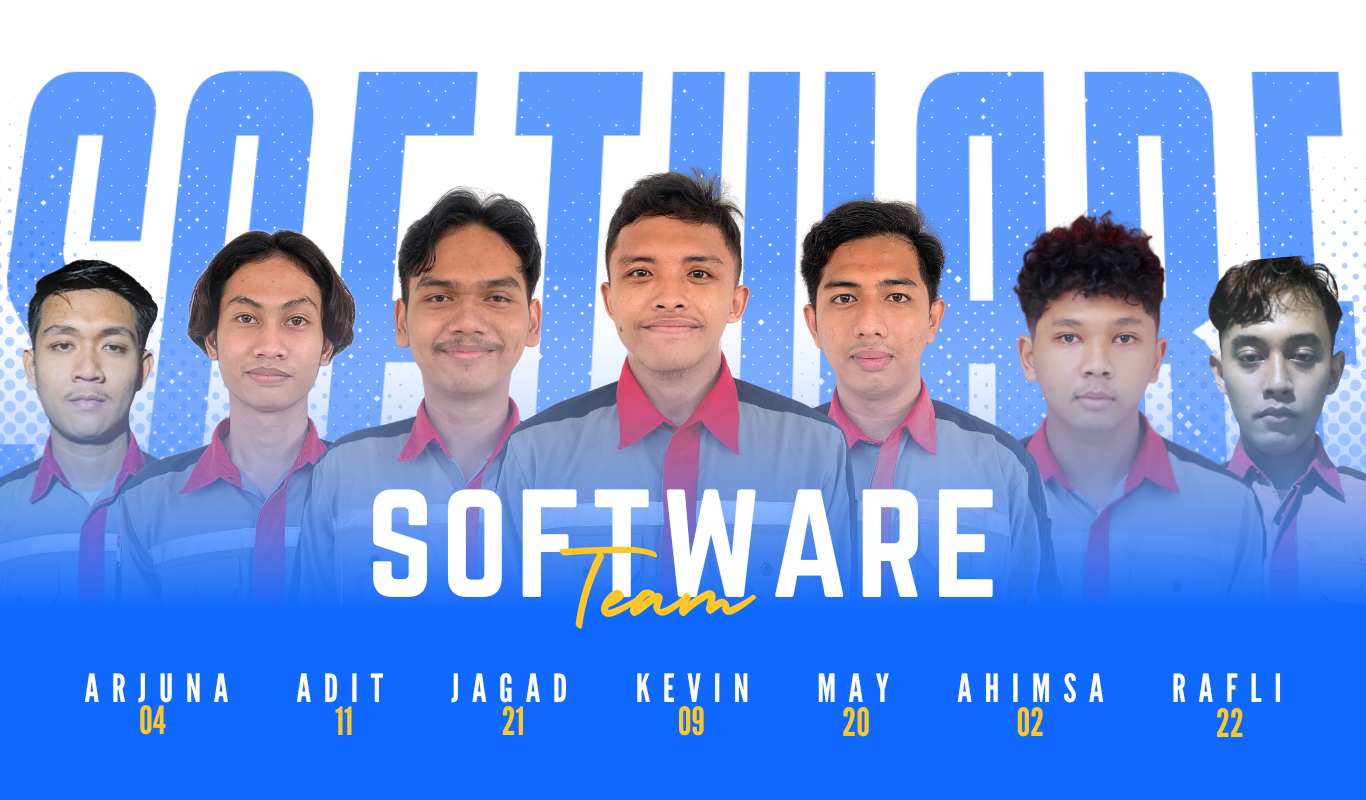 SOFTWARE
SOFTWARE
Team
ARJUNA ADIT JAGAD KEVIN MAY AHIMSA RAFLI
04 11 21 09 20 02 22